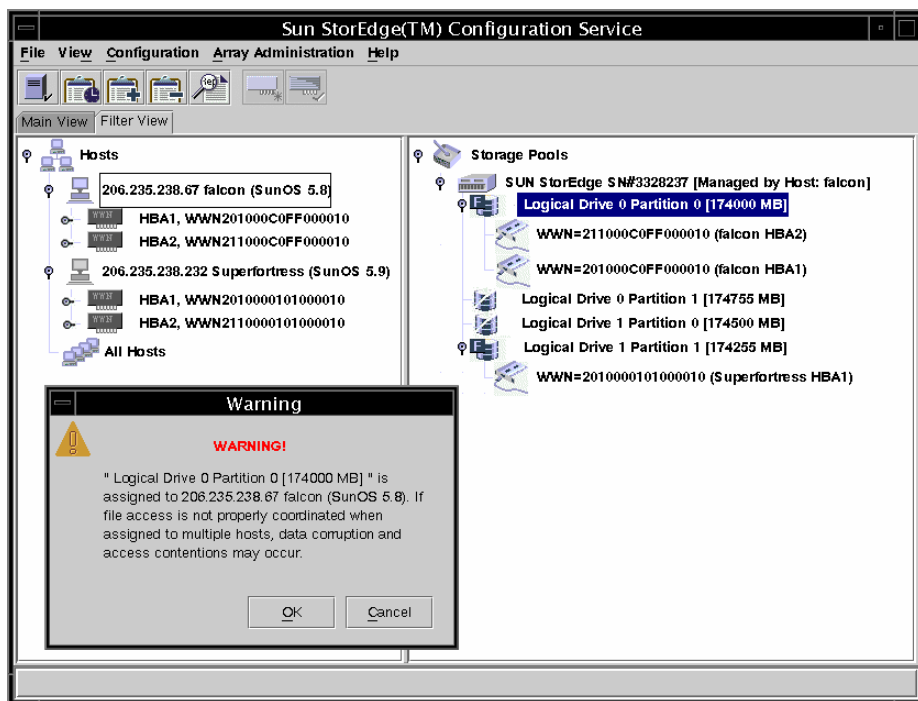 Sun StorEdge(TM) Configuration Service
File View Configuration Array Administration Help
Main View Filter View
Hosts
206.235.238.67 falcon (SunOS 5.8)
HBA1, WWN201000C0FF000010
HBA2, WWN211000C0FF000010
206.235.238.232 Superfortress (SunOS 5.9)
HBA1, WWN2010000101000010
HBA2, WWN2110000101000010
All Hosts
Storage Pools
SUN StorEdge SN#3328237 [Managed by Host: falcon]
Logical Drive 0 Partition 0 [174000 MB]
WWN=211000C0FF000010 (falcon HBA2)
WWN=201000C0FF000010 (falcon HBA1)
Logical Drive 0 Partition 1 [174755 MB]
Logical Drive 1 Partition 0 [174500 MB]
Logical Drive 1 Partition 1 [174255 MB]
WWN=2010000101000010 (Superfortress HBA1)
Warning
WARNING!
" Logical Drive 0 Partition 0 [174000 MB] " is
assigned to 206.235.238.67 falcon (SunOS 5.8). If
file access is not properly coordinated when
assigned to multiple hosts, data corruption and
access contentions may occur.
OK Cancel